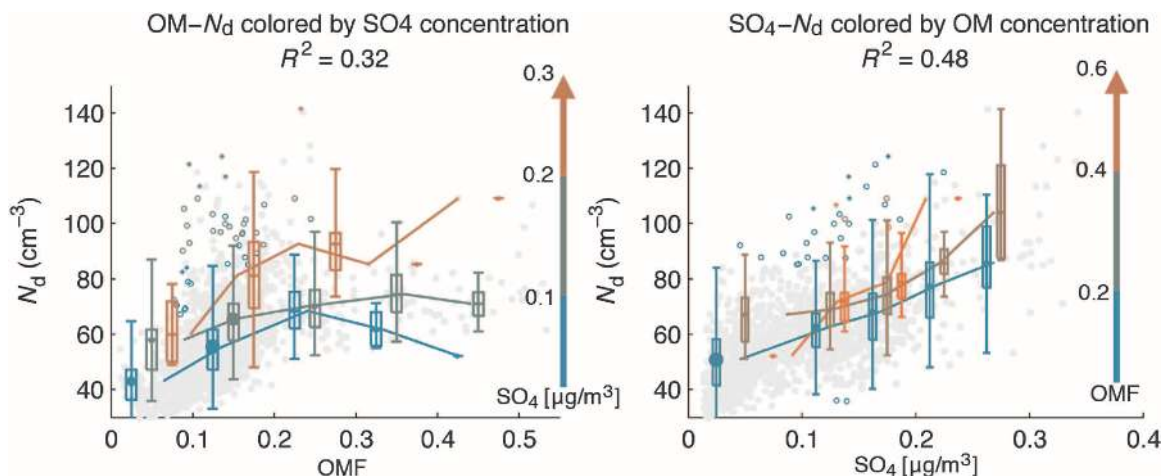 OM–Nd colored by SO4 concentration
R² = 0.32
0.3
0.2
0.1
SO4 [µg/m³]
140
120
100
80
60
40
Nd (cm⁻³)
0 0.1 0.2 0.3 0.4 0.5
OMF
SO4–Nd colored by OM concentration
R² = 0.48
0.6
0.4
0.2
OMF
140
120
100
80
60
40
Nd (cm⁻³)
0 0.1 0.2 0.3 0.4
SO4 [µg/m³]